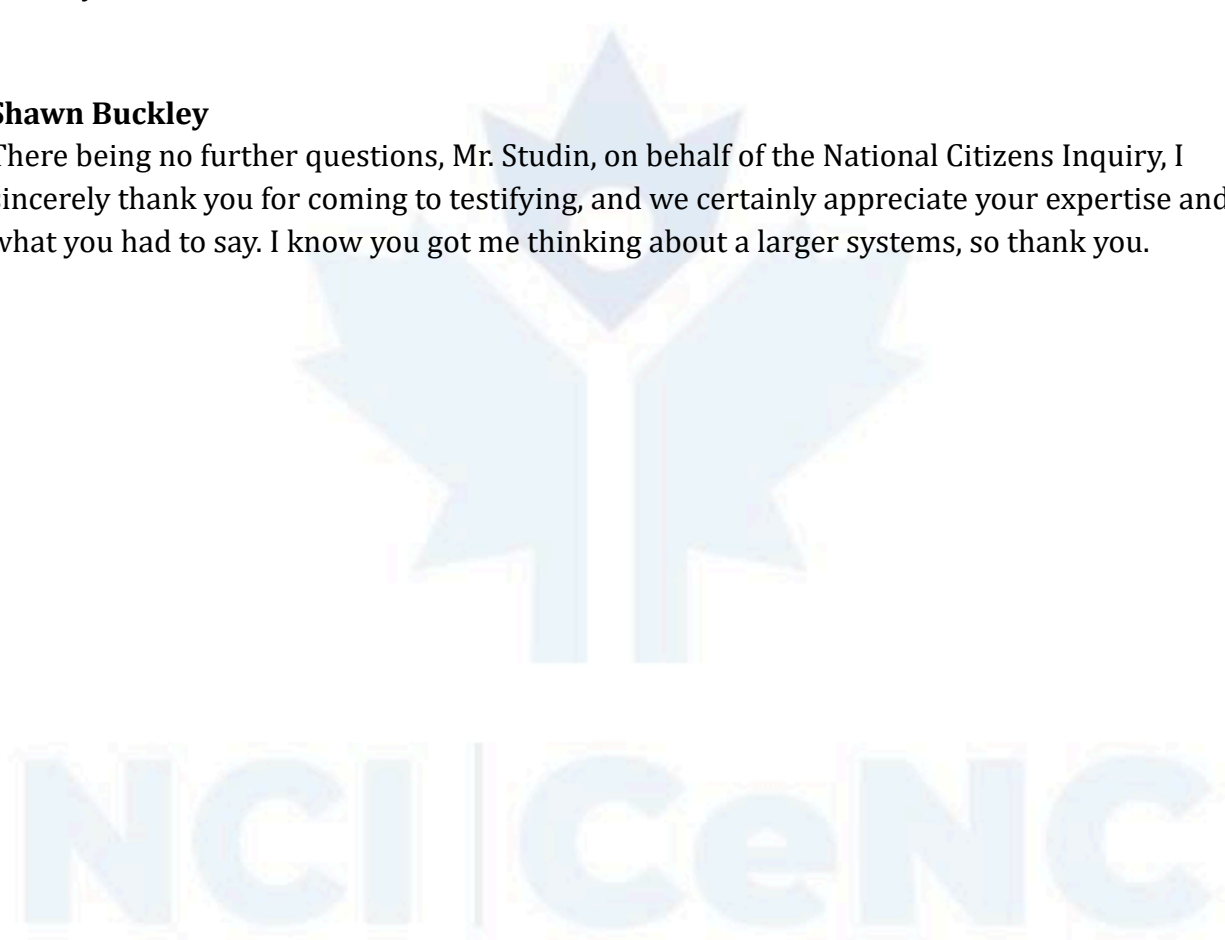 Shawn Buckley
There being no further questions, Mr. Studin, on behalf of the National Citizens Inquiry, I
sincerely thank you for coming to testifying, and we certainly appreciate your expertise and
what you had to say. I know you got me thinking about a larger systems, so thank you.
NCI | CeNC